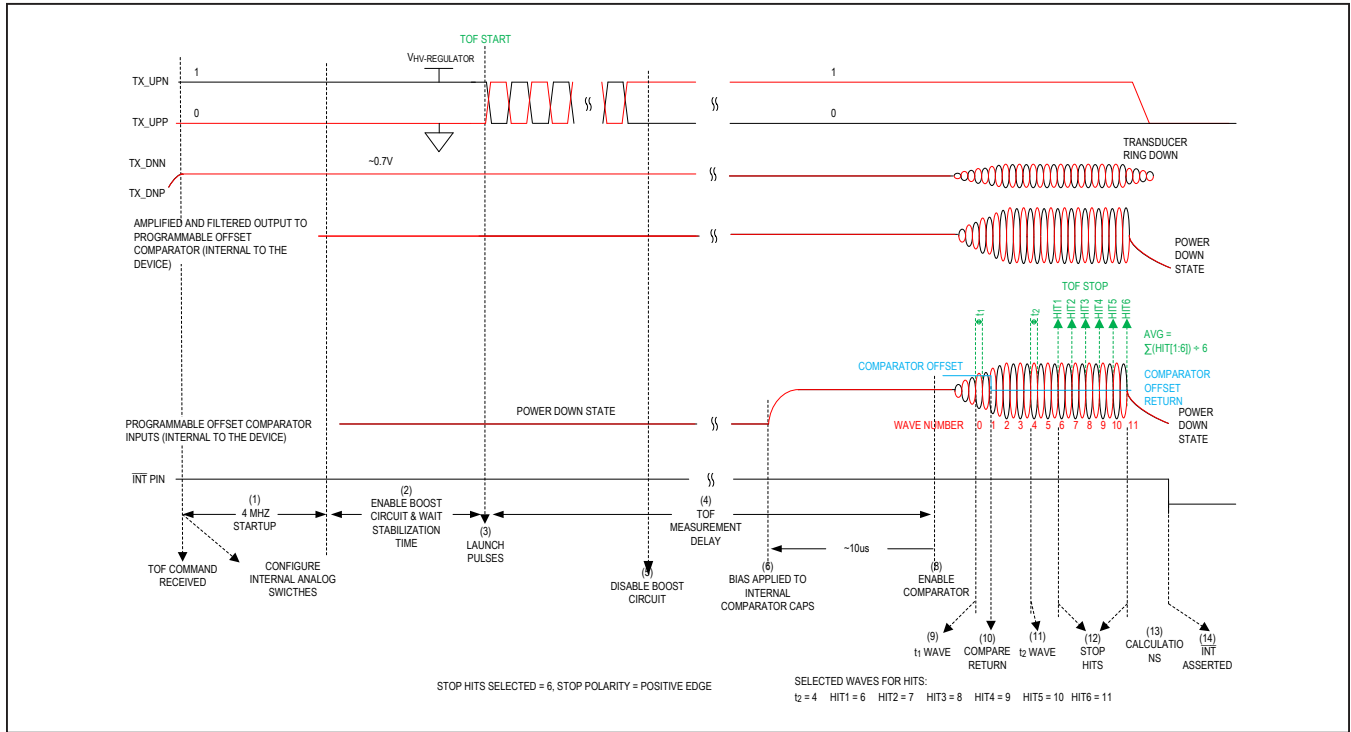 TOF START
VHV-REGULATOR
TX_UPN
1
1
TX_UPP
0
0
TX_DNN
~0.7V
TX_DNP
TRANSDUCER
RING DOWN
AMPLIFIED AND FILTERED OUTPUT TO
PROGRAMMABLE OFFSET
COMPARATOR (INTERNAL TO THE
DEVICE)
POWER
DOWN
STATE
TOF STOP
t1
t2
HIT1
HIT2
HIT3
HIT4
HIT5
HIT6
AVG =
∑(HIT[1:6]) ÷ 6
COMPARATOR OFFSET
COMPARATOR
OFFSET
RETURN
POWER
DOWN
STATE
PROGRAMMABLE OFFSET COMPARATOR
INPUTS (INTERNAL TO THE DEVICE)
POWER DOWN STATE
WAVE NUMBER 0 1 2 3 4 5 6 7 8 9 10 11
INT PIN
(1)
4 MHZ
STARTUP
(2)
ENABLE BOOST
CIRCUIT & WAIT
STABILIZATION
TIME
(3)
LAUNCH
PULSES
(4)
TOF
MEASUREMENT
DELAY
~10us
TOF COMMAND
RECEIVED
CONFIGURE
INTERNAL ANALOG
SWICTHES
(5)
DISABLE BOOST
CIRCUIT
(6)
BIAS APPLIED TO
INTERNAL
COMPARATOR CAPS
(8)
ENABLE
COMPARATOR
(9)
t1 WAVE
(10)
COMPARE
RETURN
(11)
t2 WAVE
(12)
STOP
HITS
(13)
CALCULATIO
NS
(14)
INT
ASSERTED
STOP HITS SELECTED = 6, STOP POLARITY = POSITIVE EDGE
SELECTED WAVES FOR HITS:
t2 = 4 HIT1 = 6 HIT2 = 7 HIT3 = 8 HIT4 = 9 HIT5 = 10 HIT6 = 11